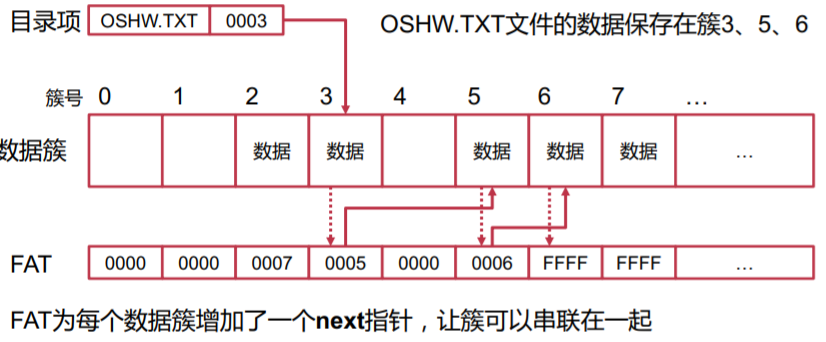 目录项 OSHW.TXT 0003 OSHW.TXT文件的数据保存在簇3、5、6
簇号 0 1 2 3 4 5 6 7 …
数据簇 数据 数据 数据 数据 数据 …
FAT 0000 0000 0007 0005 0000 0006 FFFF FFFF …
FAT为每个数据簇增加了一个next指针，让簇可以串联在一起